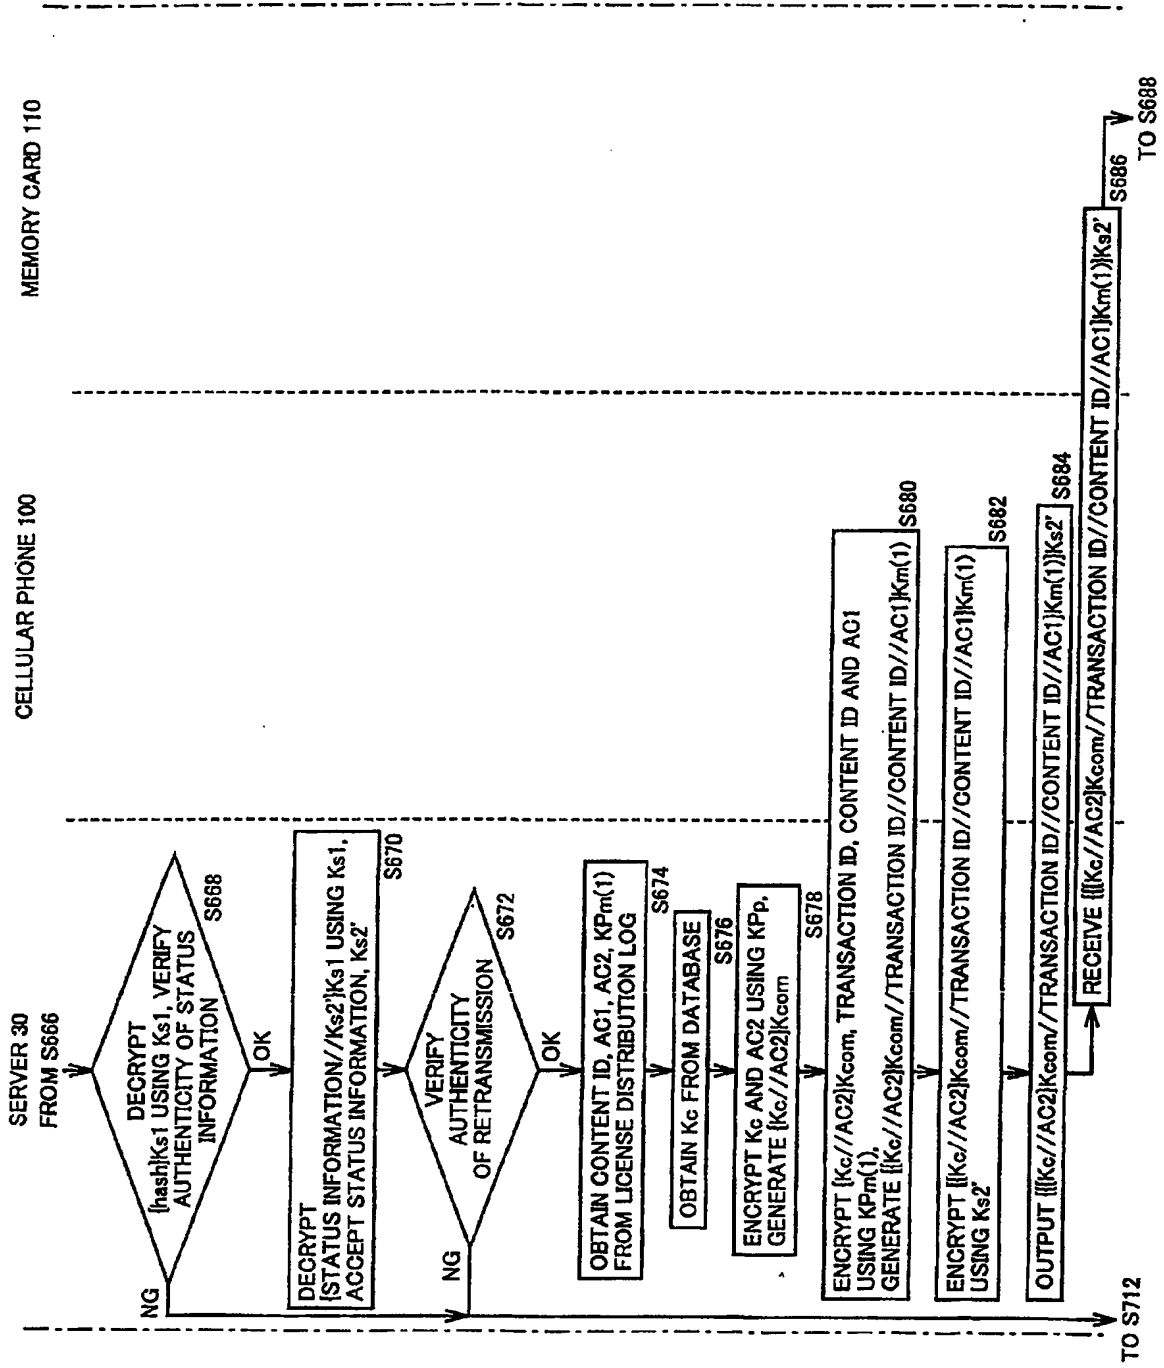 SERVER 30
CELLULAR PHONE 100
MEMORY CARD 110
FROM S666
DECRYPT
{hash}Ks1 USING Ks1, VERIFY
AUTHENTICITY OF STATUS
INFORMATION
S668
NG
OK
DECRYPT
{STATUS INFORMATION//Ks2'}Ks1 USING Ks1,
ACCEPT STATUS INFORMATION, Ks2'
S670
VERIFY
AUTHENTICITY
OF RETRANSMISSION
S672
NG
OK
OBTAIN CONTENT ID, AC1, AC2, KPm(1)
FROM LICENSE DISTRIBUTION LOG
S674
OBTAIN Kc FROM DATABASE
S676
ENCRYPT Kc AND AC2 USING KPp,
GENERATE {Kc//AC2}Kcom
S678
ENCRYPT {Kc//AC2}Kcom, TRANSACTION ID, CONTENT ID AND AC1
USING KPm(1),
GENERATE {{Kc//AC2}Kcom//TRANSACTION ID//CONTENT ID//AC1}Km(1)
S680
ENCRYPT {{Kc//AC2}Kcom//TRANSACTION ID//CONTENT ID//AC1}Km(1)
USING Ks2'
S682
OUTPUT {{{Kc//AC2}Kcom//TRANSACTION ID//CONTENT ID//AC1}Km(1)}Ks2'
S684
RECEIVE {{{Kc//AC2}Kcom//TRANSACTION ID//CONTENT ID//AC1}Km(1)}Ks2'
S686
TO S712
TO S688